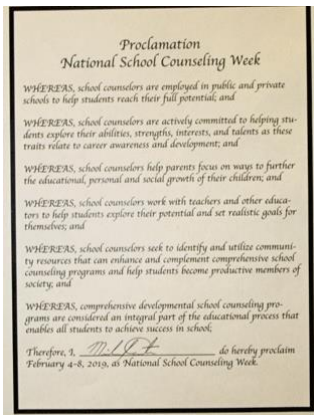 Proclamation
National School Counseling Week
WHEREAS, school counselors are employed in public and private
schools to help students reach their full potential; and
WHEREAS, school counselors are actively committed to helping stu-
dents explore their abilities, strengths, interests, and talents as these
traits relate to career awareness and development; and
WHEREAS, school counselors help parents focus on ways to further
the educational, personal and social growth of their children; and
WHEREAS, school counselors work with teachers and other educa-
tors to help students explore their potential and set realistic goals for
themselves; and
WHEREAS, school counselors seek to identify and utilize communi-
ty resources that can enhance and complement comprehensive school
counseling programs and help students become productive members of
society; and
WHEREAS, comprehensive developmental school counseling pro-
grams are considered an integral part of the educational process that
enables all students to achieve success in school;
Therefore, I, do hereby proclaim
February 4-8, 2019, as National School Counseling Week.